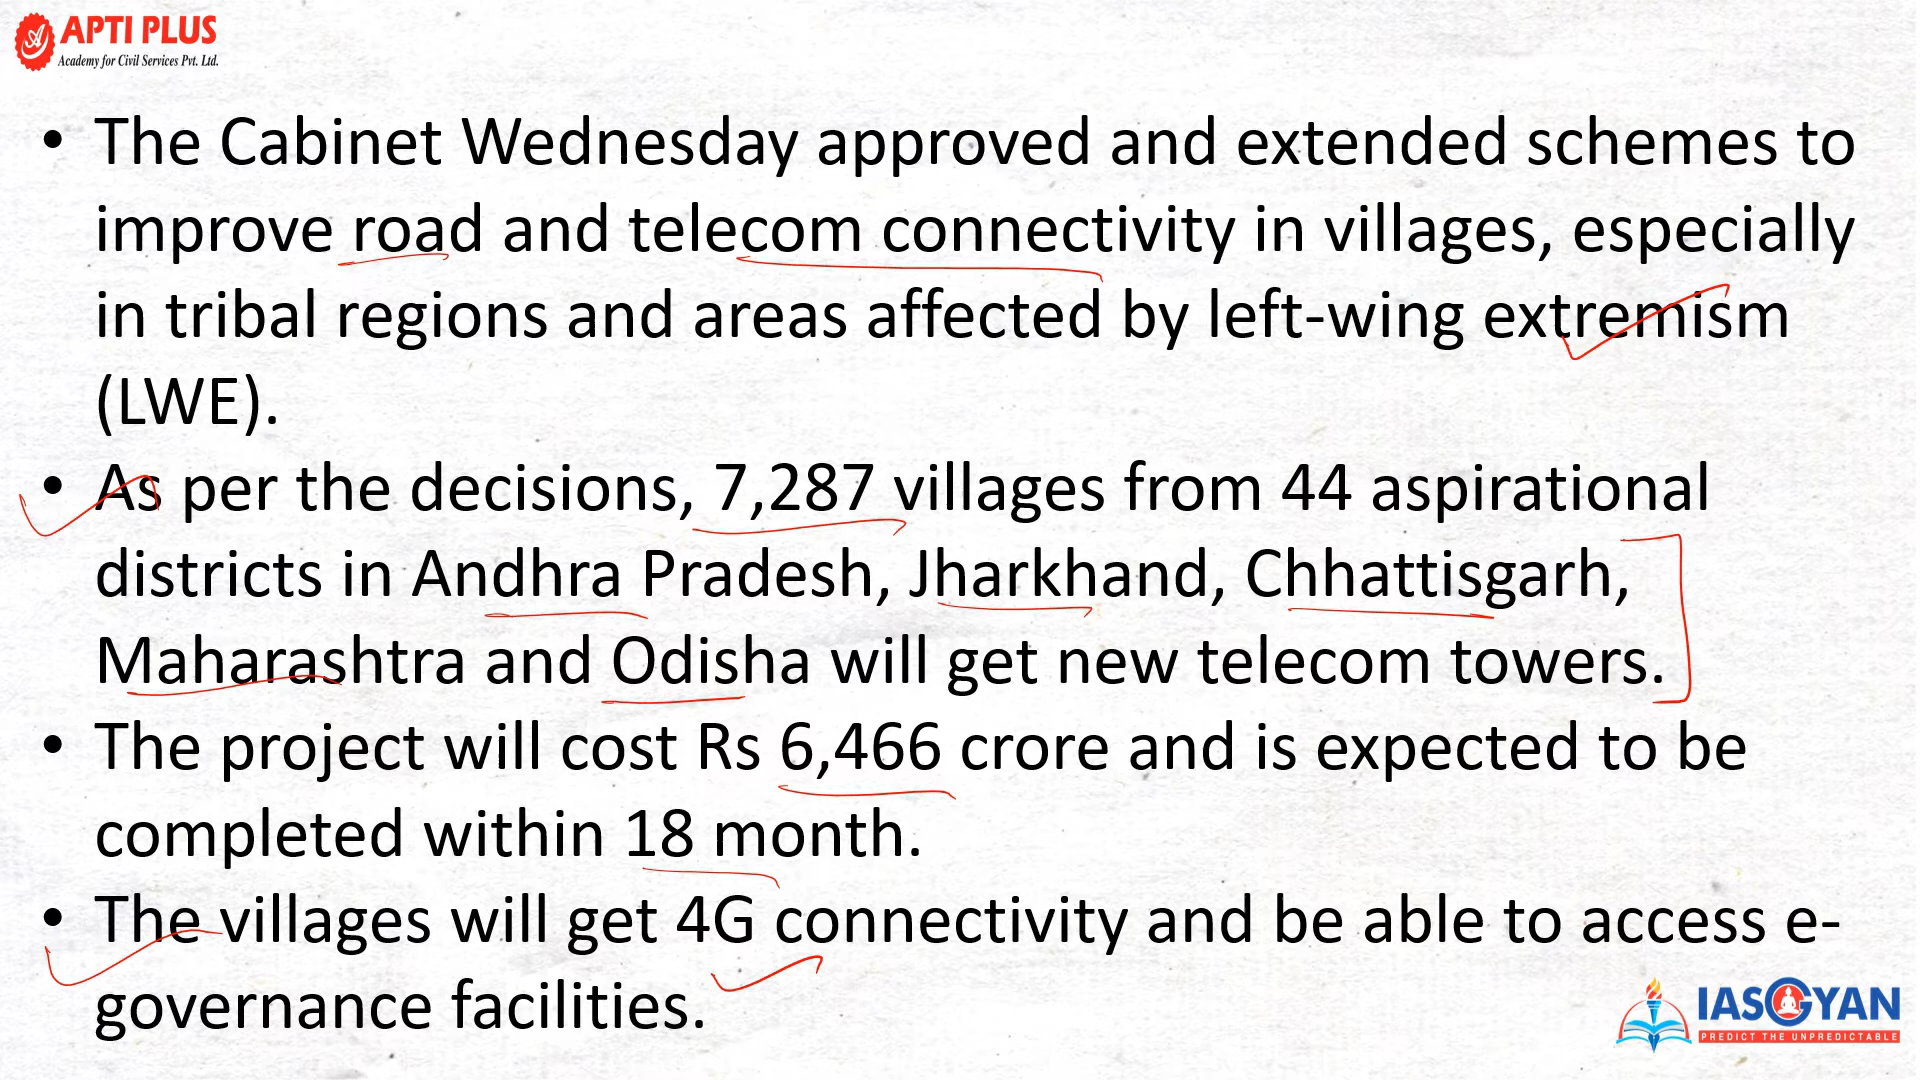 APTI PLUS
Academy for Civil Services Pvt. Ltd.
• The Cabinet Wednesday approved and extended schemes to
improve road and telecom connectivity in villages, especially
in tribal regions and areas affected by left-wing extremism
(LWE).
• As per the decisions, 7,287 villages from 44 aspirational
districts in Andhra Pradesh, Jharkhand, Chhattisgarh,
Maharashtra and Odisha will get new telecom towers.
• The project will cost Rs 6,466 crore and is expected to be
completed within 18 month.
• The villages will get 4G connectivity and be able to access e-
governance facilities.
IASGYAN
PREDICT THE UNPREDICTABLE